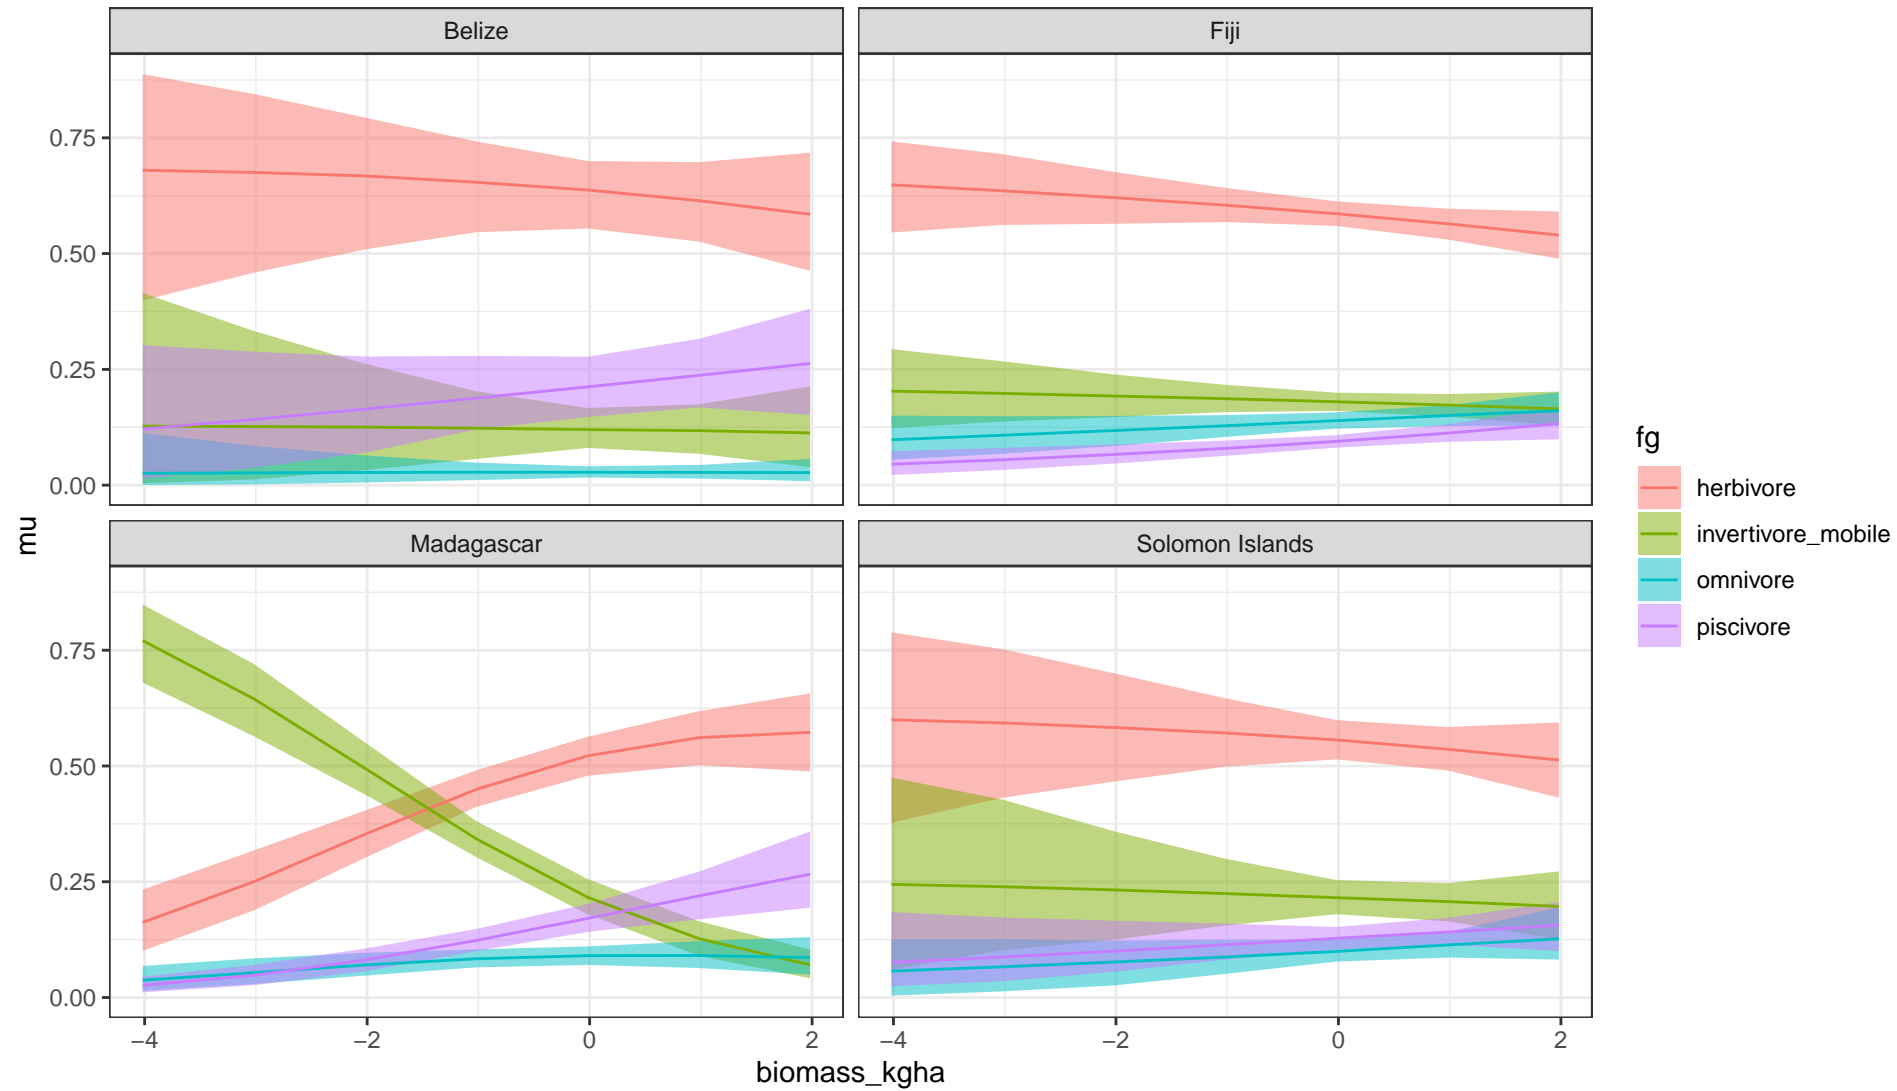 Belize
Fiji
0.75
0.50
0.25
0.00
Madagascar
Solomon Islands
0.75
0.50
0.25
0.00
−4
−2
0
2
−4
−2
0
2
biomass_kgha
mu
fg
herbivore
invertivore_mobile
omnivore
piscivore